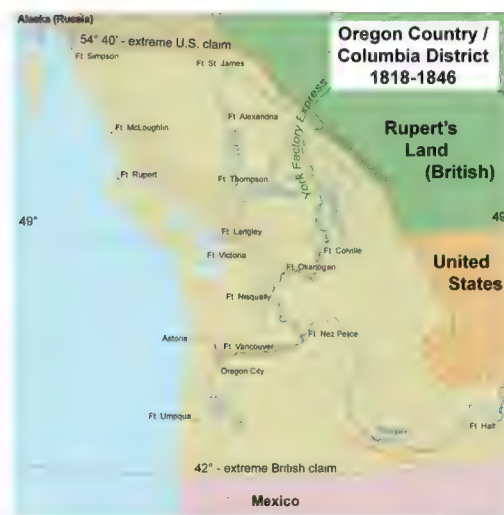 Alaska (Russia)
54° 40' - extreme U.S. claim
Oregon Country /
Columbia District
1818-1846
Ft Simpson
Ft St James
Ft Alexandria
York Factory Express
Ft McLoughlin
Rupert's
Land
(British)
Ft Rupert
Ft Thompson
49°
49
Ft Langley
Ft Victoria
Ft Colville
Ft Okanogan
United
States
Ft Nisqually
Astoria
Ft Vancouver
Ft Nez Perce
Oregon City
Ft Umpqua
Ft Hall
42° - extreme British claim
Mexico